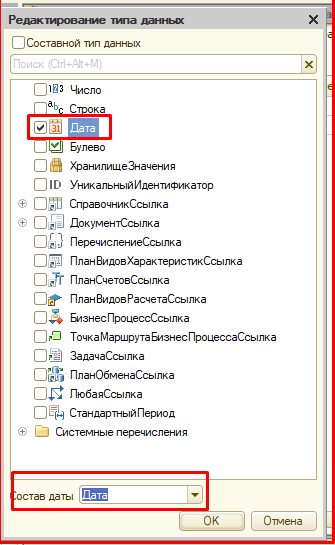 Редактирование типа данных
Составной тип данных
Поиск (Ctrl+Alt+M)
Число
Строка
Дата
Булево
ХранилищеЗначения
УникальныйИдентификатор
СправочникСсылка
ДокументСсылка
ПеречислениеСсылка
ПланВидовХарактеристикСсылка
ПланСчетовСсылка
ПланВидовРасчетаСсылка
БизнесПроцессСсылка
ТочкаМаршрутаБизнесПроцессаСсылка
ЗадачаСсылка
ПланОбменаСсылка
ЛюбаяСсылка
СтандартныйПериод
Системные перечисления
Состав даты Дата
OK Отмена